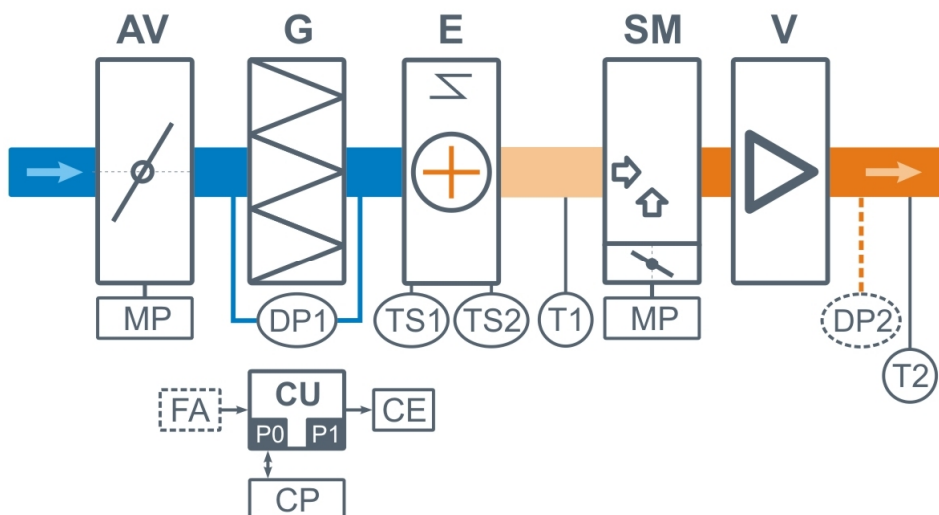 AV G E SM V
MP DP1 TS1 TS2 T1 MP DP2
T2
FA CU CE
P0 P1
CP